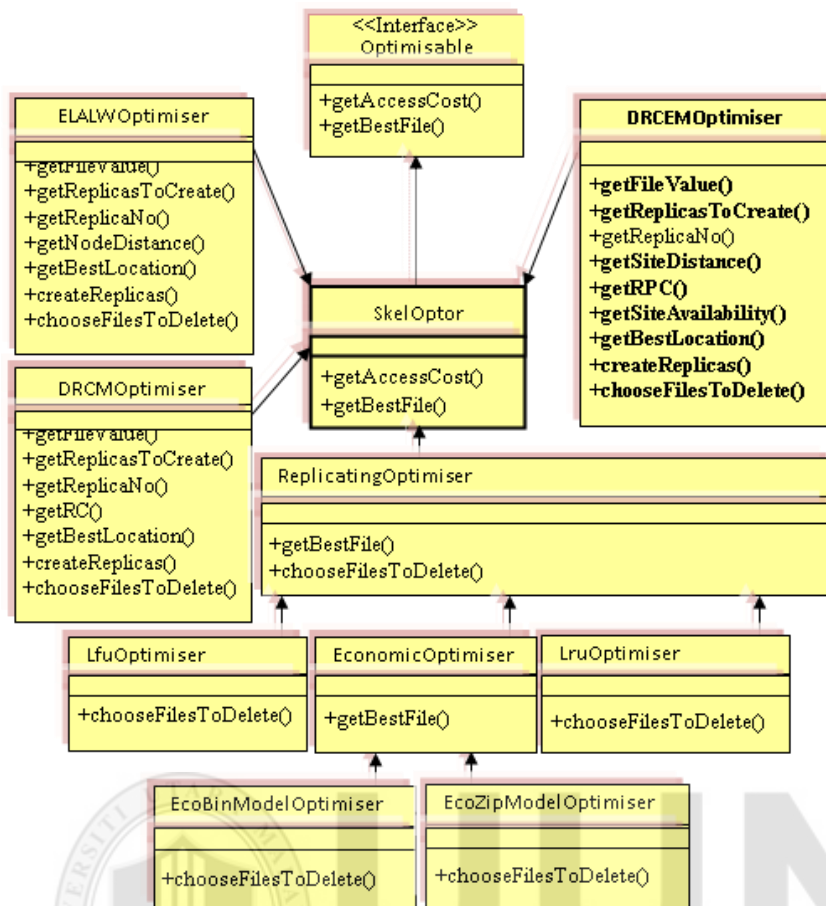 <<Interface>>
Optimisable
+getAccessCost()
+getBestFile()
ELALWOptimiser
+getFileValue()
+getReplicasToCreate()
+getReplicaNo()
+getNodeDistance()
+getBestLocation()
+createReplicas()
+chooseFilesToDelete()
DRCEMOptimiser
+getFileValue()
+getReplicasToCreate()
+getReplicaNo()
+getSiteDistance()
+getRPC()
+getSiteAvailability()
+getBestLocation()
+createReplicas()
+chooseFilesToDelete()
SkelOptor
+getAccessCost()
+getBestFile()
DRCMOptimiser
+getFileValue()
+getReplicasToCreate()
+getReplicaNo()
+getRC()
+getBestLocation()
+createReplicas()
+chooseFilesToDelete()
ReplicatingOptimiser
+getBestFile()
+chooseFilesToDelete()
LfuOptimiser
+chooseFilesToDelete()
EconomicOptimiser
+getBestFile()
LruOptimiser
+chooseFilesToDelete()
EcoBinModelOptimiser
+chooseFilesToDelete()
EcoZipModelOptimiser
+chooseFilesToDelete()